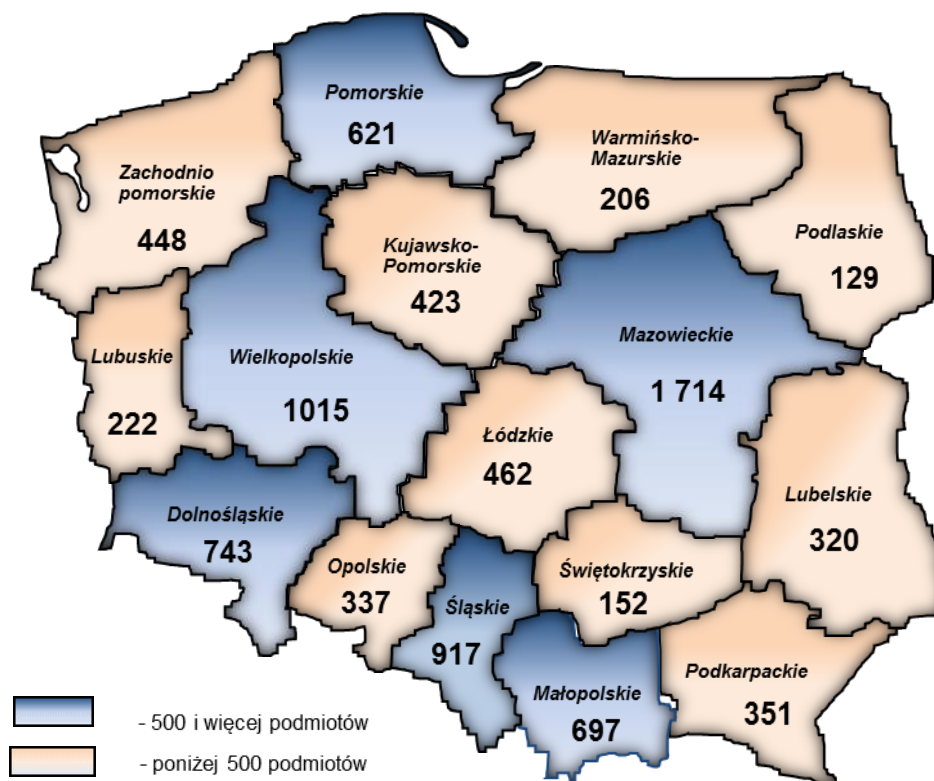 Pomorskie
621
Warmińsko-
Mazurskie
206
Zachodnio
pomorskie
448
Podlaskie
129
Kujawsko-
Pomorskie
423
Mazowieckie
1 714
Lubuskie
222
Wielkopolskie
1015
Łódzkie
462
Lubelskie
320
Dolnośląskie
743
Opolskie
337
Śląskie
917
Świętokrzyskie
152
Małopolskie
697
Podkarpackie
351
- 500 i więcej podmiotów
- poniżej 500 podmiotów